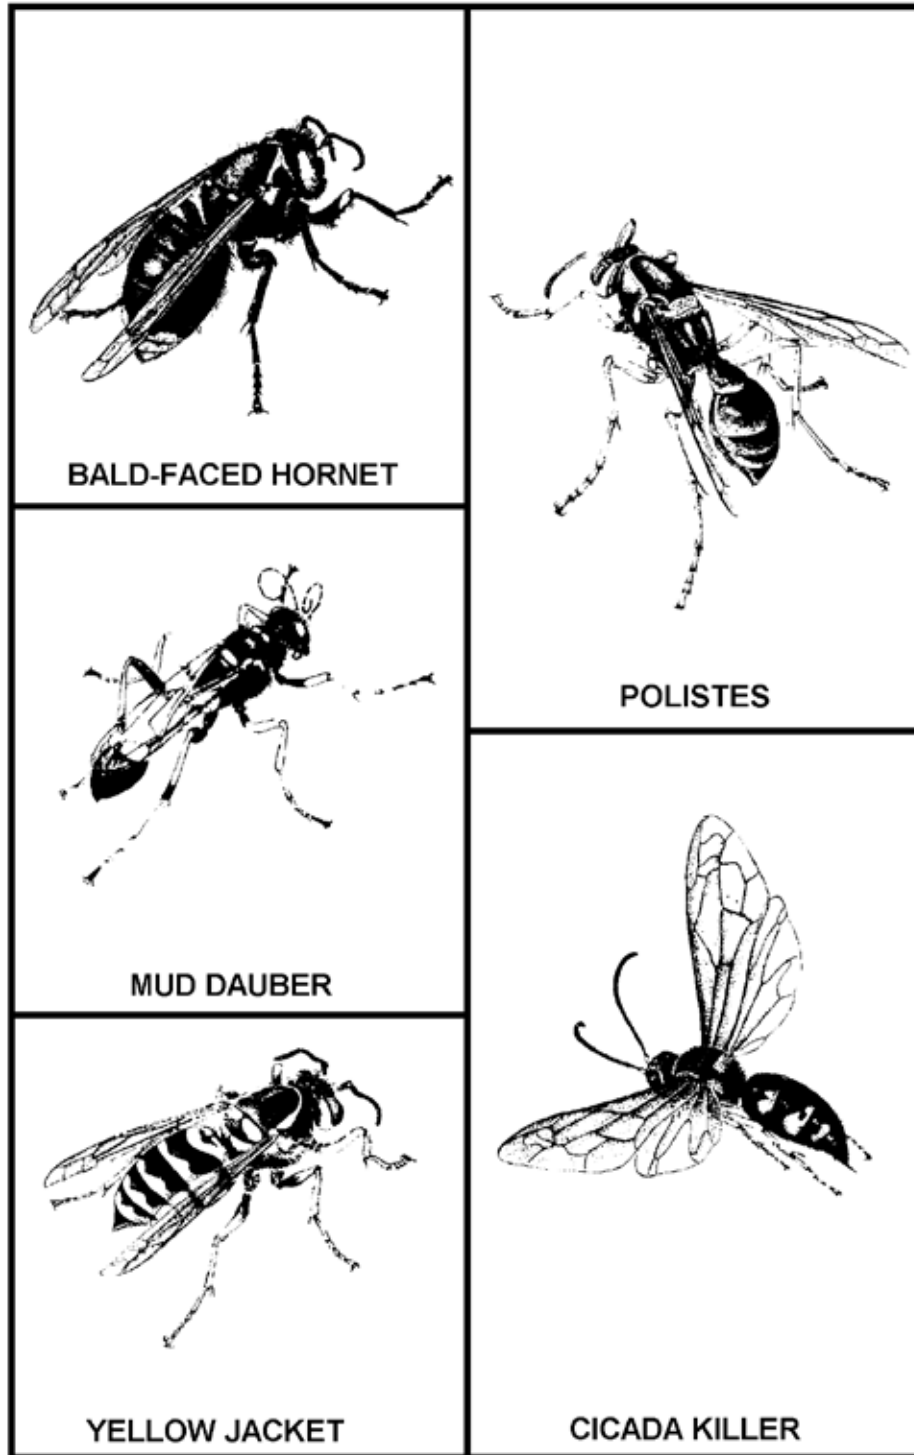 BALD-FACED HORNET
POLISTES
MUD DAUBER
YELLOW JACKET
CICADA KILLER